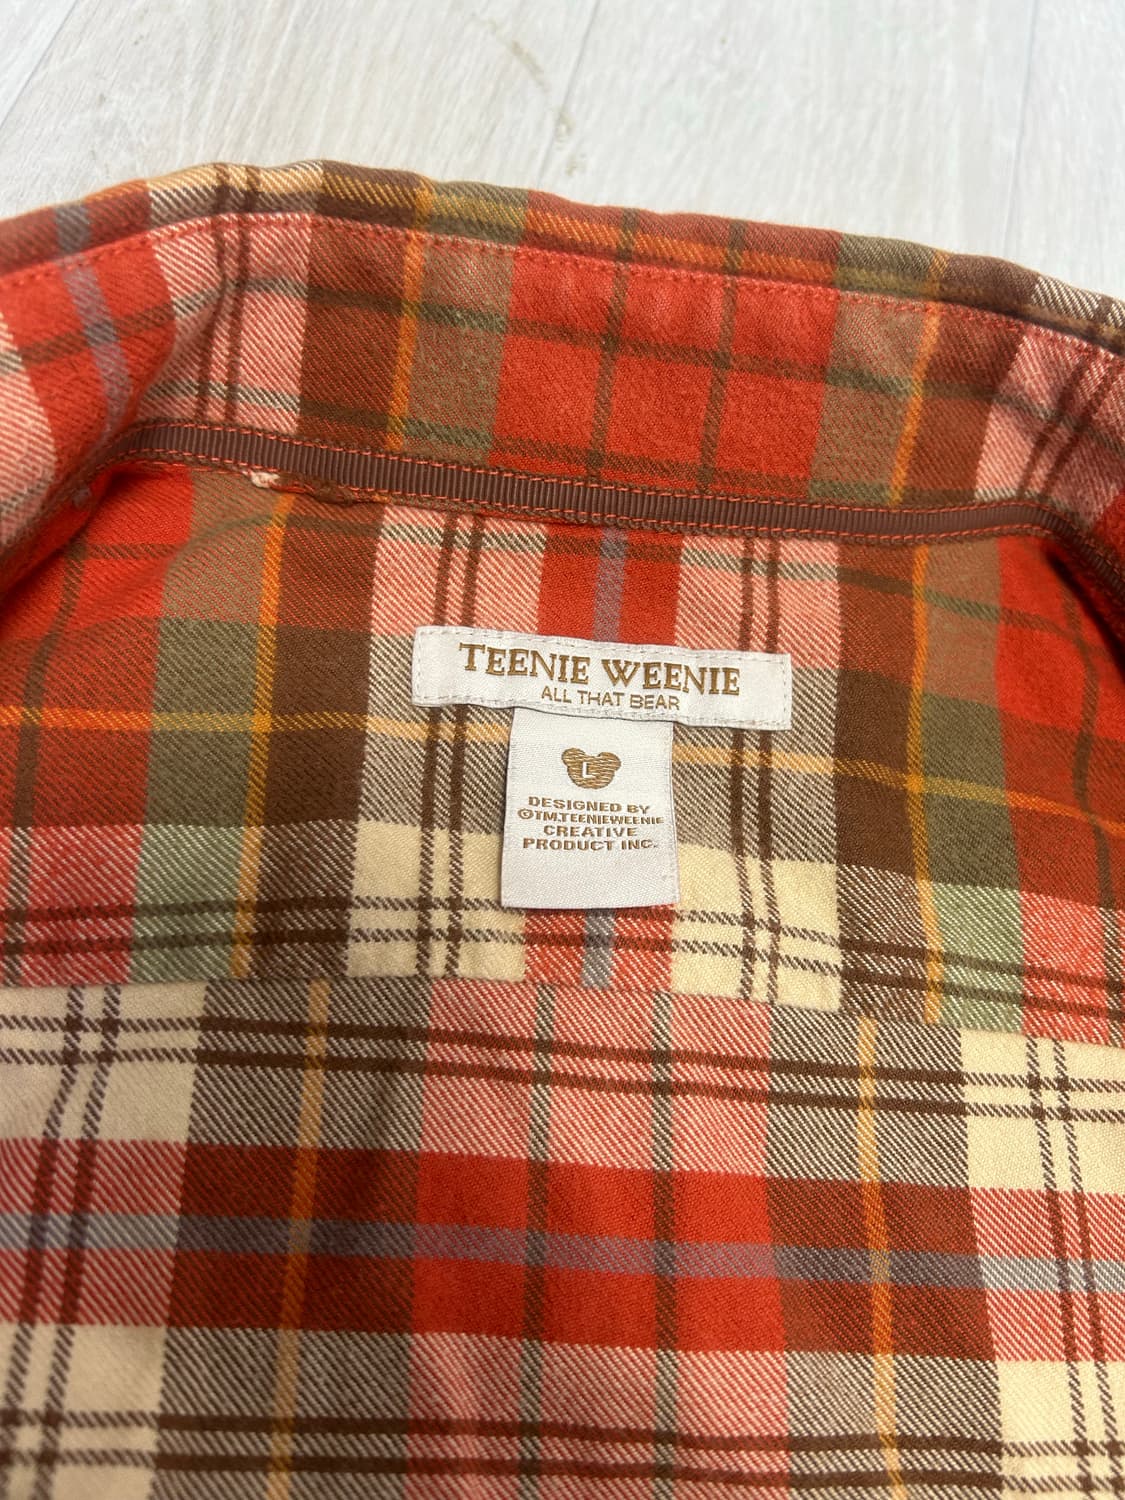 TEENIE WEENIE
ALL THAT BEAR
L
DESIGNED BY
©TM.TEENIEWEENIE
CREATIVE
PRODUCT INC.